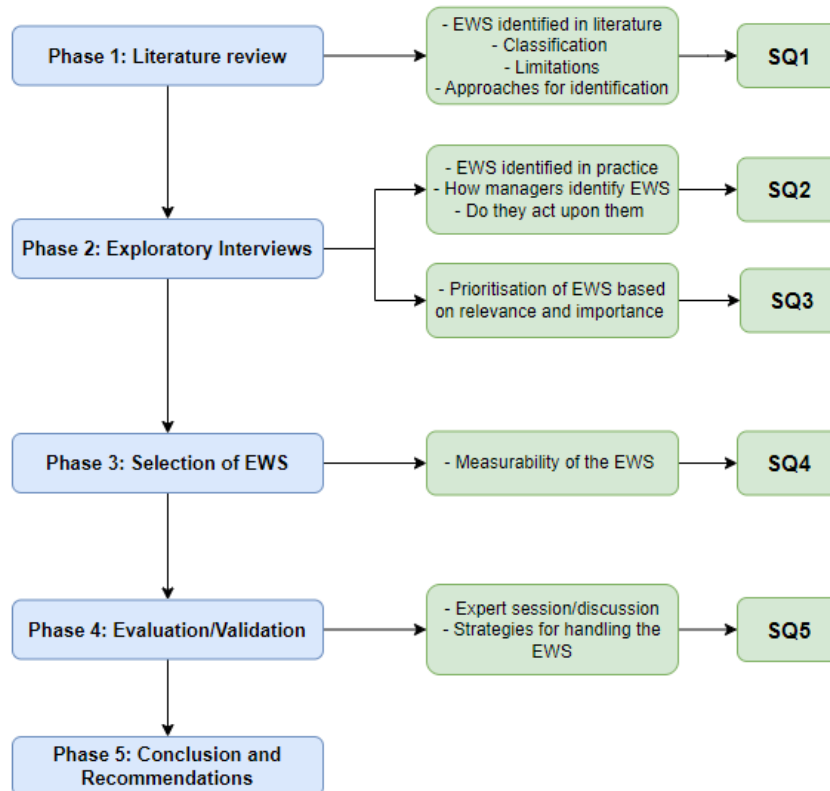 Phase 1: Literature review
- EWS identified in literature
- Classification
- Limitations
- Approaches for identification
SQ1
Phase 2: Exploratory Interviews
- EWS identified in practice
- How managers identify EWS
- Do they act upon them
SQ2
- Prioritisation of EWS based
on relevance and importance
SQ3
Phase 3: Selection of EWS
- Measurability of the EWS
SQ4
Phase 4: Evaluation/Validation
- Expert session/discussion
- Strategies for handling the
EWS
SQ5
Phase 5: Conclusion and
Recommendations